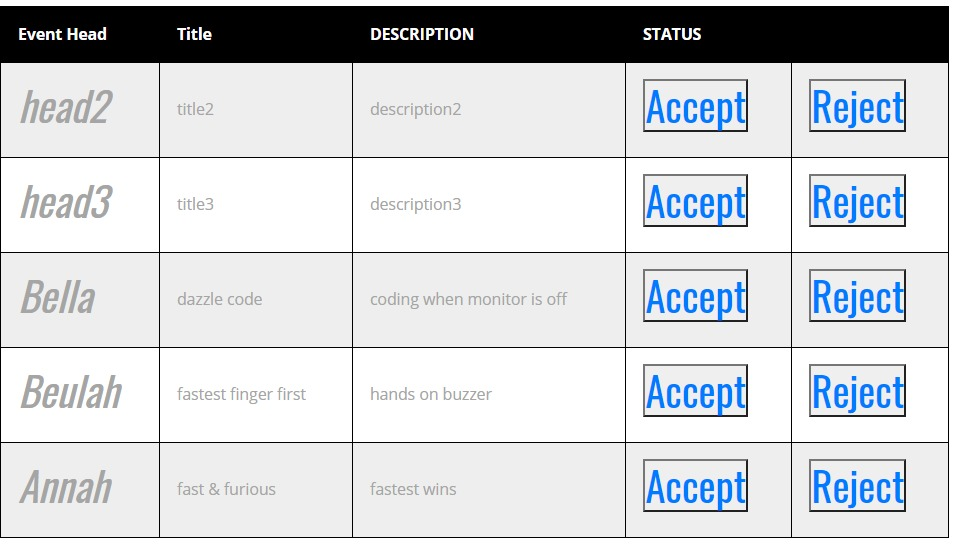 Event Head Title DESCRIPTION STATUS
head2 title2 description2 Accept Reject
head3 title3 description3 Accept Reject
Bella dazzle code coding when monitor is off Accept Reject
Beulah fastest finger first hands on buzzer Accept Reject
Annah fast & furious fastest wins Accept Reject